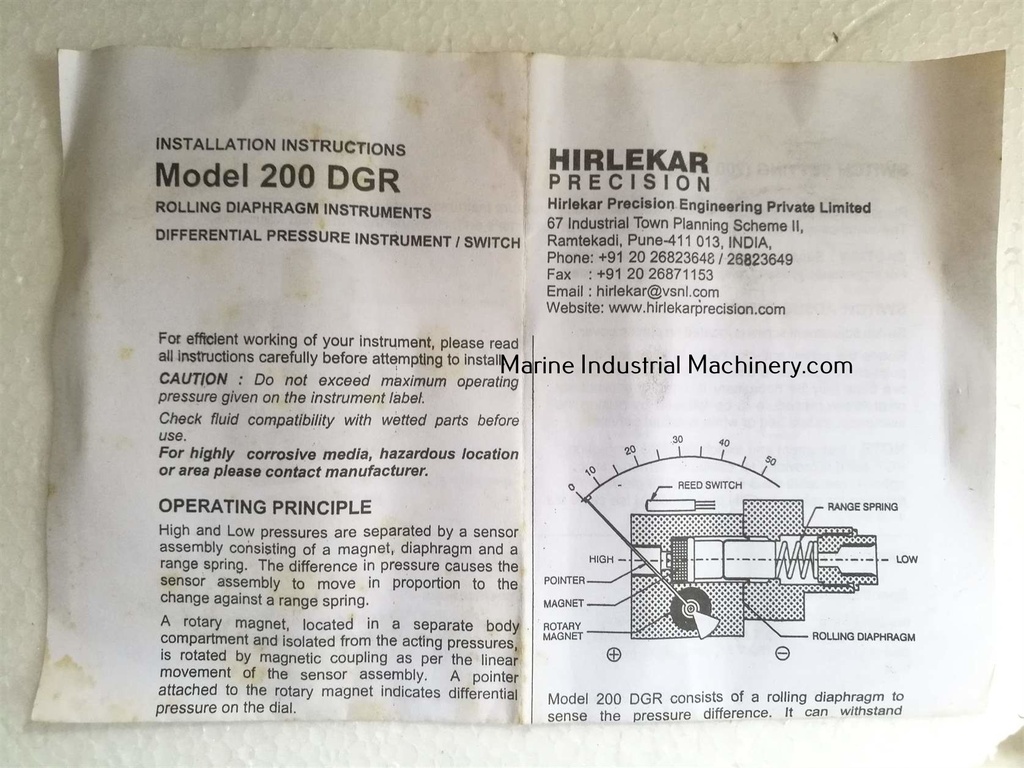 INSTALLATION INSTRUCTIONS
Model 200 DGR
ROLLING DIAPHRAGM INSTRUMENTS
DIFFERENTIAL PRESSURE INSTRUMENT / SWITCH
For efficient working of your instrument, please read
all instructions carefully before attempting to install.
CAUTION : Do not exceed maximum operating
pressure given on the instrument label.
Check fluid compatibility with wetted parts before
use.
For highly corrosive media, hazardous location
or area please contact manufacturer.
OPERATING PRINCIPLE
High and Low pressures are separated by a sensor
assembly consisting of a magnet, diaphragm and a
range spring. The difference in pressure causes the
sensor assembly to move in proportion to the
change against a range spring.
A rotary magnet, located in a separate body
compartment and isolated from the acting pressures,
is rotated by magnetic coupling as per the linear
movement of the sensor assembly. A pointer
attached to the rotary magnet indicates differential
pressure on the dial.
HIRLEKAR
PRECISION
Hirlekar Precision Engineering Private Limited
67 Industrial Town Planning Scheme II,
Ramtekadi, Pune-411 013, INDIA,
Phone: +91 20 26823648 / 26823649
Fax : +91 20 26871153
Email : hirlekar@vsnl.com
Website: www.hirlekarprecision.com
Marine Industrial Machinery.com
0 10 20 30 40 50
REED SWITCH
RANGE SPRING
HIGH
LOW
POINTER
MAGNET
ROTARY
MAGNET
ROLLING DIAPHRAGM
+ −
Model 200 DGR consists of a rolling diaphragm to
sense the pressure difference. It can withstand